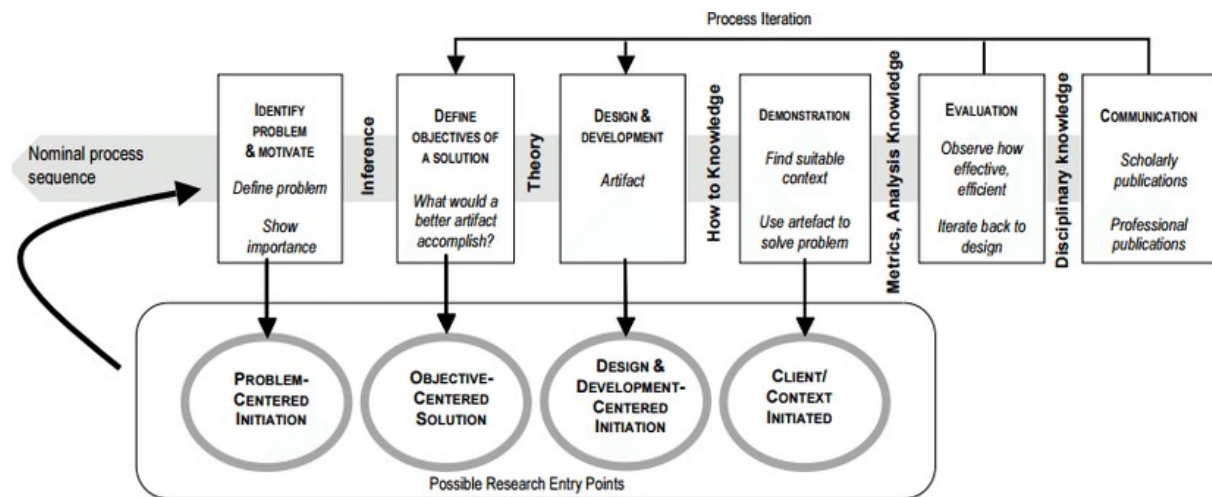 Process Iteration
Nominal process
sequence
IDENTIFY
PROBLEM
& MOTIVATE
Define problem
Show
importance
Inference
DEFINE
OBJECTIVES OF
A SOLUTION
What would a
better artifact
accomplish?
Theory
DESIGN &
DEVELOPMENT
Artifact
How to Knowledge
DEMONSTRATION
Find suitable
context
Use artefact to
solve problem
Metrics, Analysis Knowledge
EVALUATION
Observe how
effective,
efficient
Iterate back to
design
Disciplinary knowledge
COMMUNICATION
Scholarly
publications
Professional
publications
PROBLEM-
CENTERED
INITIATION
OBJECTIVE-
CENTERED
SOLUTION
DESIGN &
DEVELOPMENT-
CENTERED
INITIATION
CLIENT/
CONTEXT
INITIATED
Possible Research Entry Points